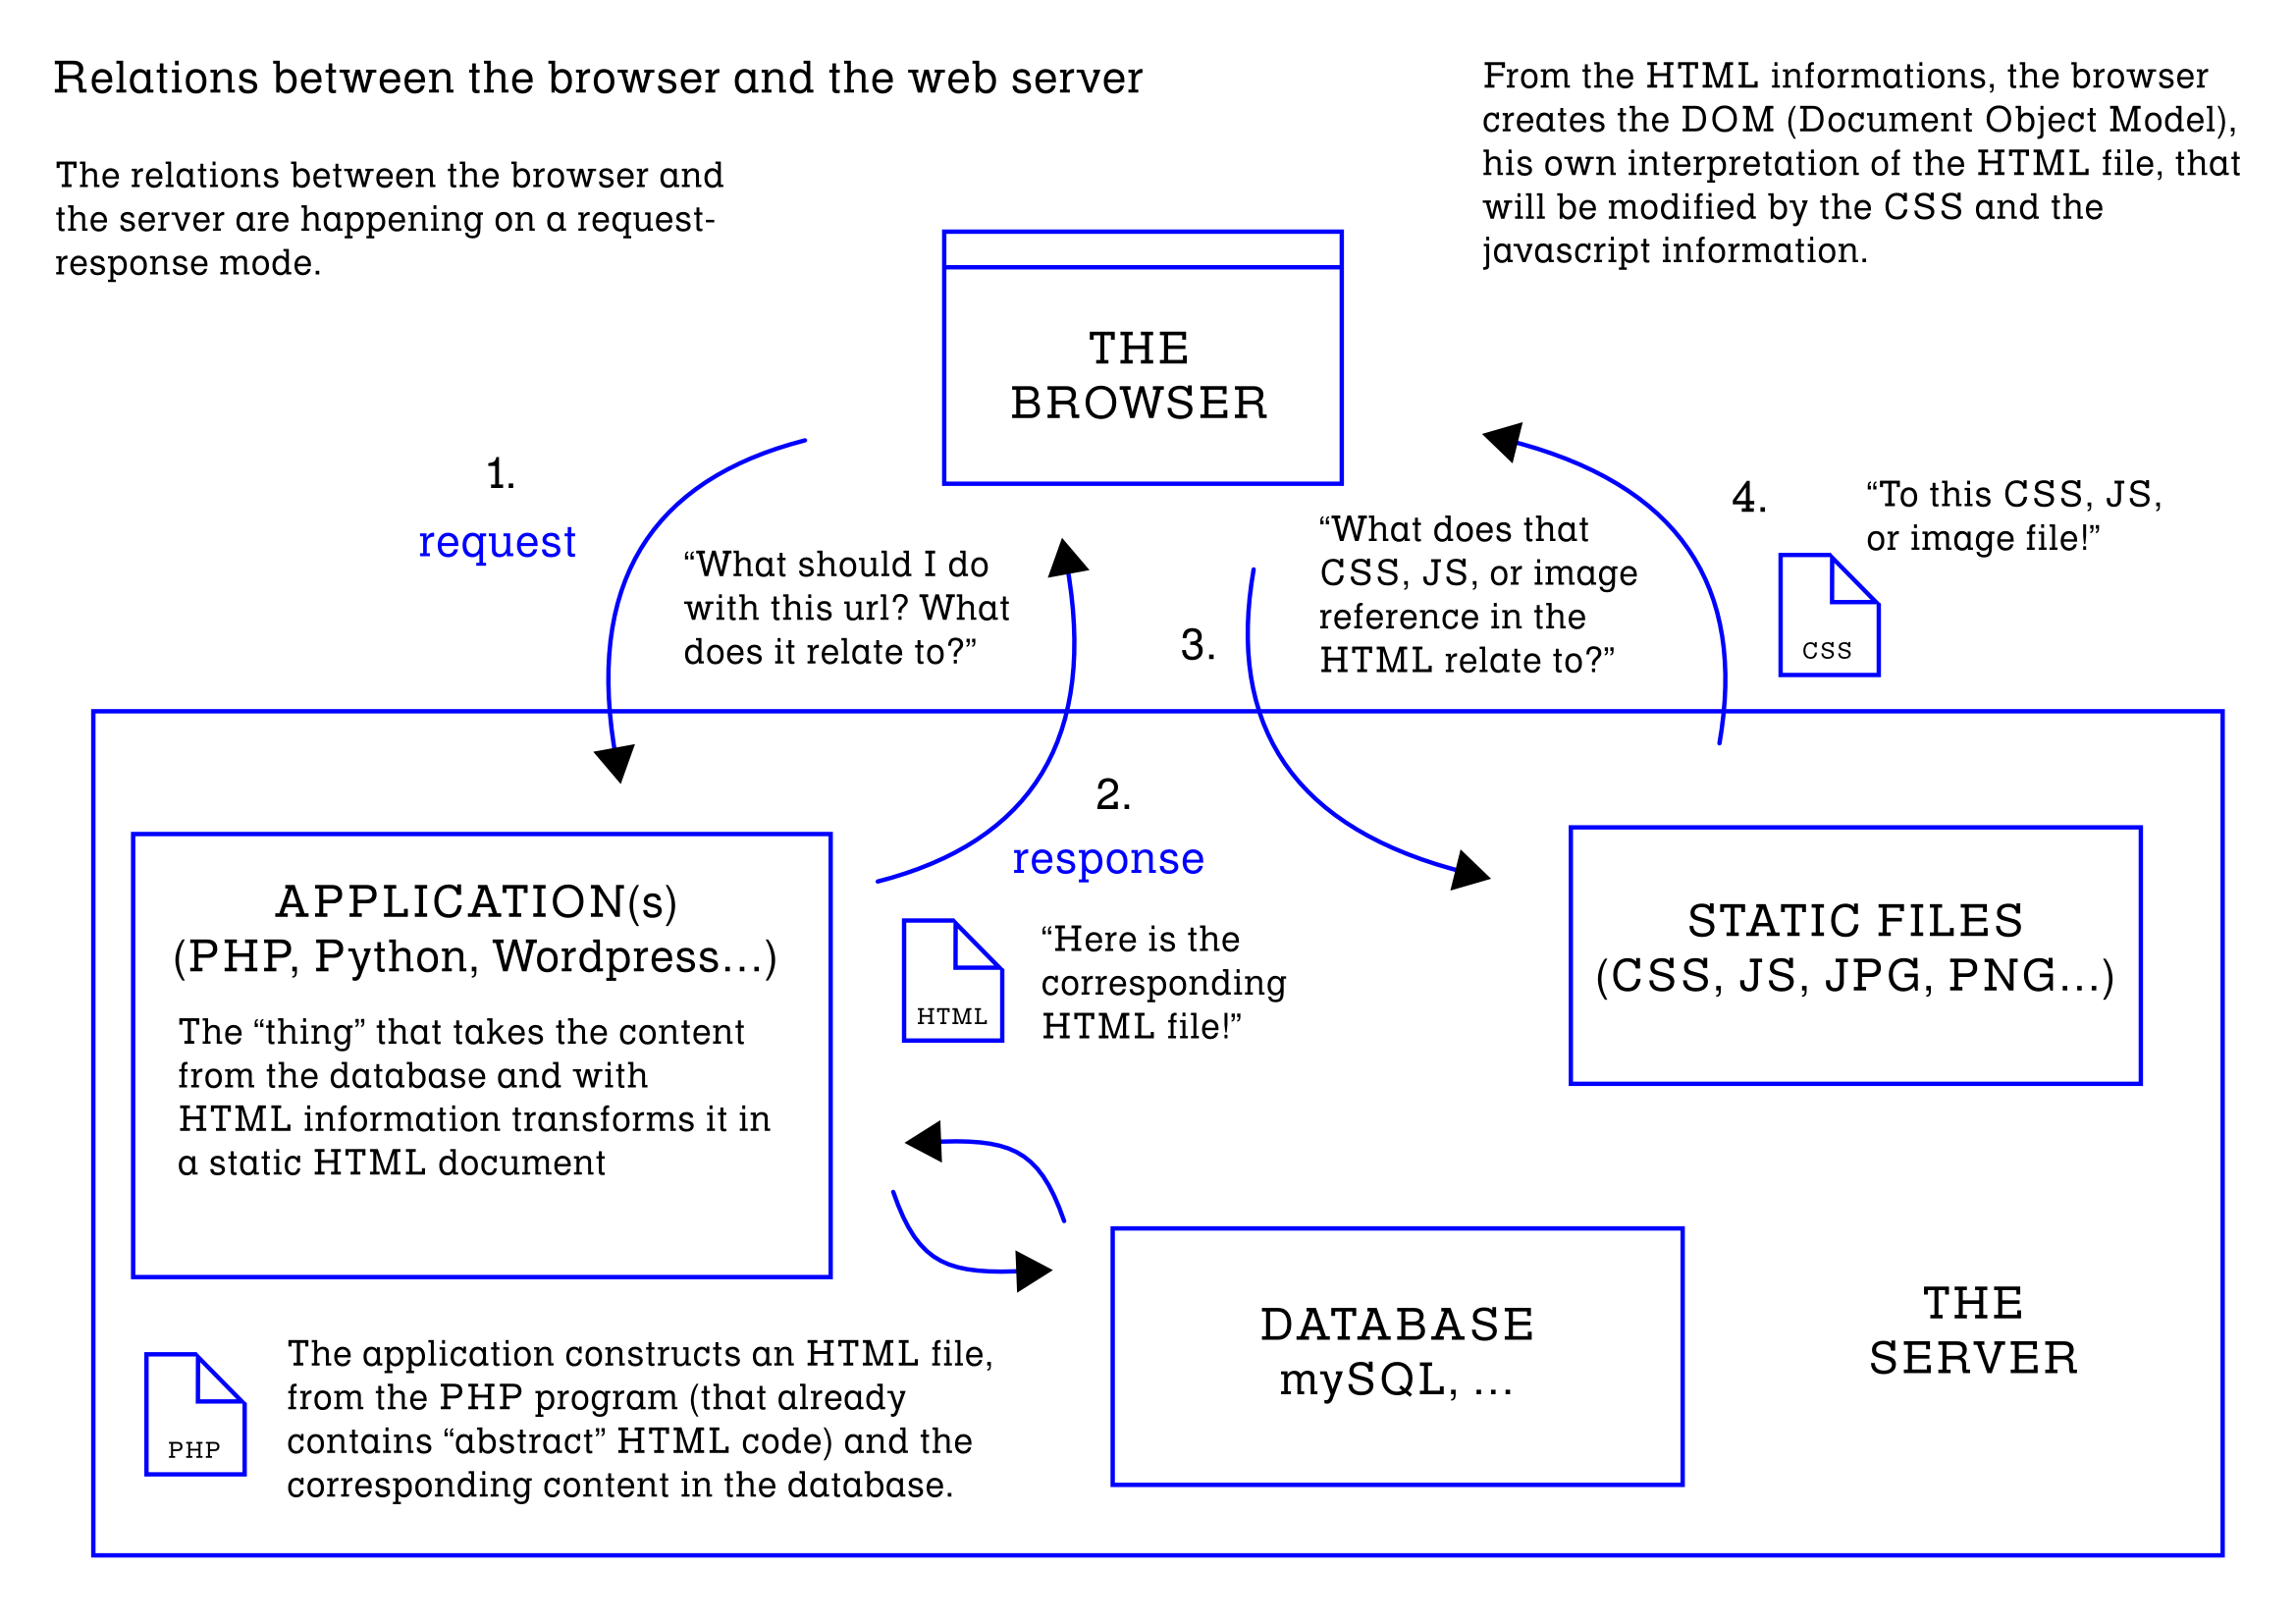 Relations between the browser and the web server
The relations between the browser and
the server are happening on a request-
response mode.
From the HTML informations, the browser
creates the DOM (Document Object Model),
his own interpretation of the HTML file, that
will be modified by the CSS and the
javascript information.
THE
BROWSER
1.
request
“What should I do
with this url? What
does it relate to?”
2.
response
HTML
“Here is the
corresponding
HTML file!”
3.
“What does that
CSS, JS, or image
reference in the
HTML relate to?”
4.
“To this CSS, JS,
or image file!”
CSS
APPLICATION(s)
(PHP, Python, Wordpress...)
The “thing” that takes the content
from the database and with
HTML information transforms it in
a static HTML document
STATIC FILES
(CSS, JS, JPG, PNG...)
DATABASE
mySQL, ...
THE
SERVER
PHP
The application constructs an HTML file,
from the PHP program (that already
contains “abstract” HTML code) and the
corresponding content in the database.